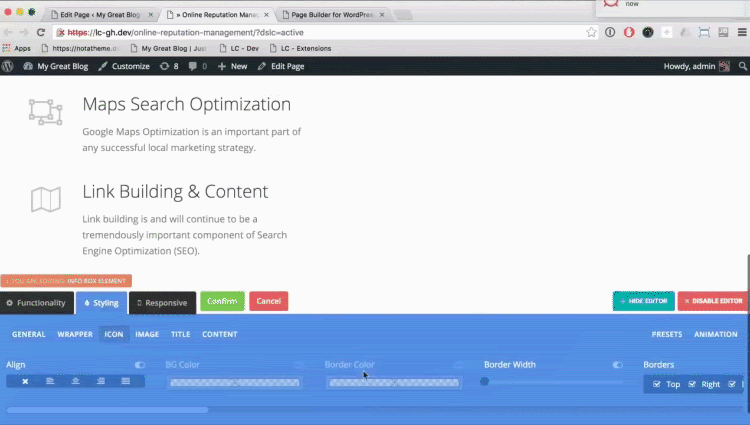 now
Edit Page ‹ My Great Blog
» Online Reputation Manag
Page Builder for WordPres
https://lc-gh.dev/online-reputation-management/?dslc=active
Apps
https://notatheme.d
My Great Blog | Just
LC - Dev
LC - Extensions
My Great Blog
Customize
8
0
New
Edit Page
Howdy, admin
Maps Search Optimization
Google Maps Optimization is an important part of
any successful local marketing strategy.
Link Building & Content
Link building is and will continue to be a
tremendously important component of Search
Engine Optimization (SEO).
YOU ARE EDITING INFO BOX ELEMENT
Functionality
Styling
Responsive
Confirm
Cancel
HIDE EDITOR
DISABLE EDITOR
GENERAL
WRAPPER
ICON
IMAGE
TITLE
CONTENT
PRESETS
ANIMATION
Align
BG Color
Border Color
Border Width
Borders
Top
Right